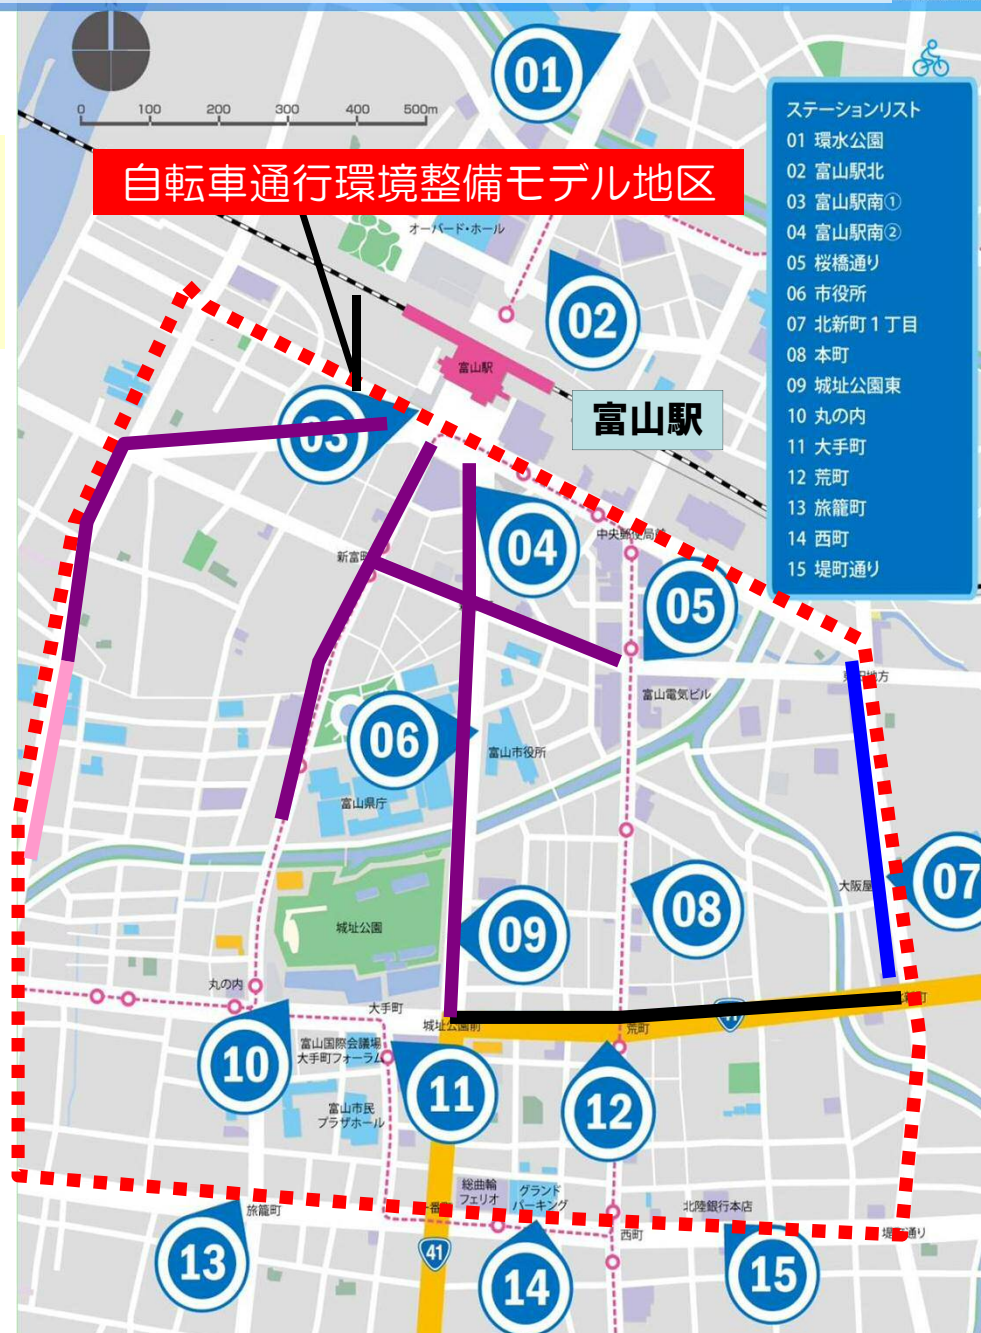 01
0 100 200 300 400 500m
自転車通行環境整備モデル地区
オーバード・ホール
ステーションリスト
01 環水公園
02 富山駅北
03 富山駅南①
04 富山駅南②
05 桜橋通り
06 市役所
07 北新町1丁目
08 本町
09 城址公園東
10 丸の内
11 大手町
12 荒町
13 旅籠町
14 西町
15 堤町通り
02
富山駅
富山駅
03
04
中央郵便局前
新富町
05
富山電気ビル
06
富山市役所
富山県庁
07
大阪屋
08
09
城址公園
丸の内
大手町
城址公園前
荒町
10
富山国際会議場
大手町フォーラム
11
12
富山市民
プラザホール
総曲輪
フェリオ
グランド
パーキング
旅籠町
北陸銀行本店
西町
堤町通り
13
41
14
15